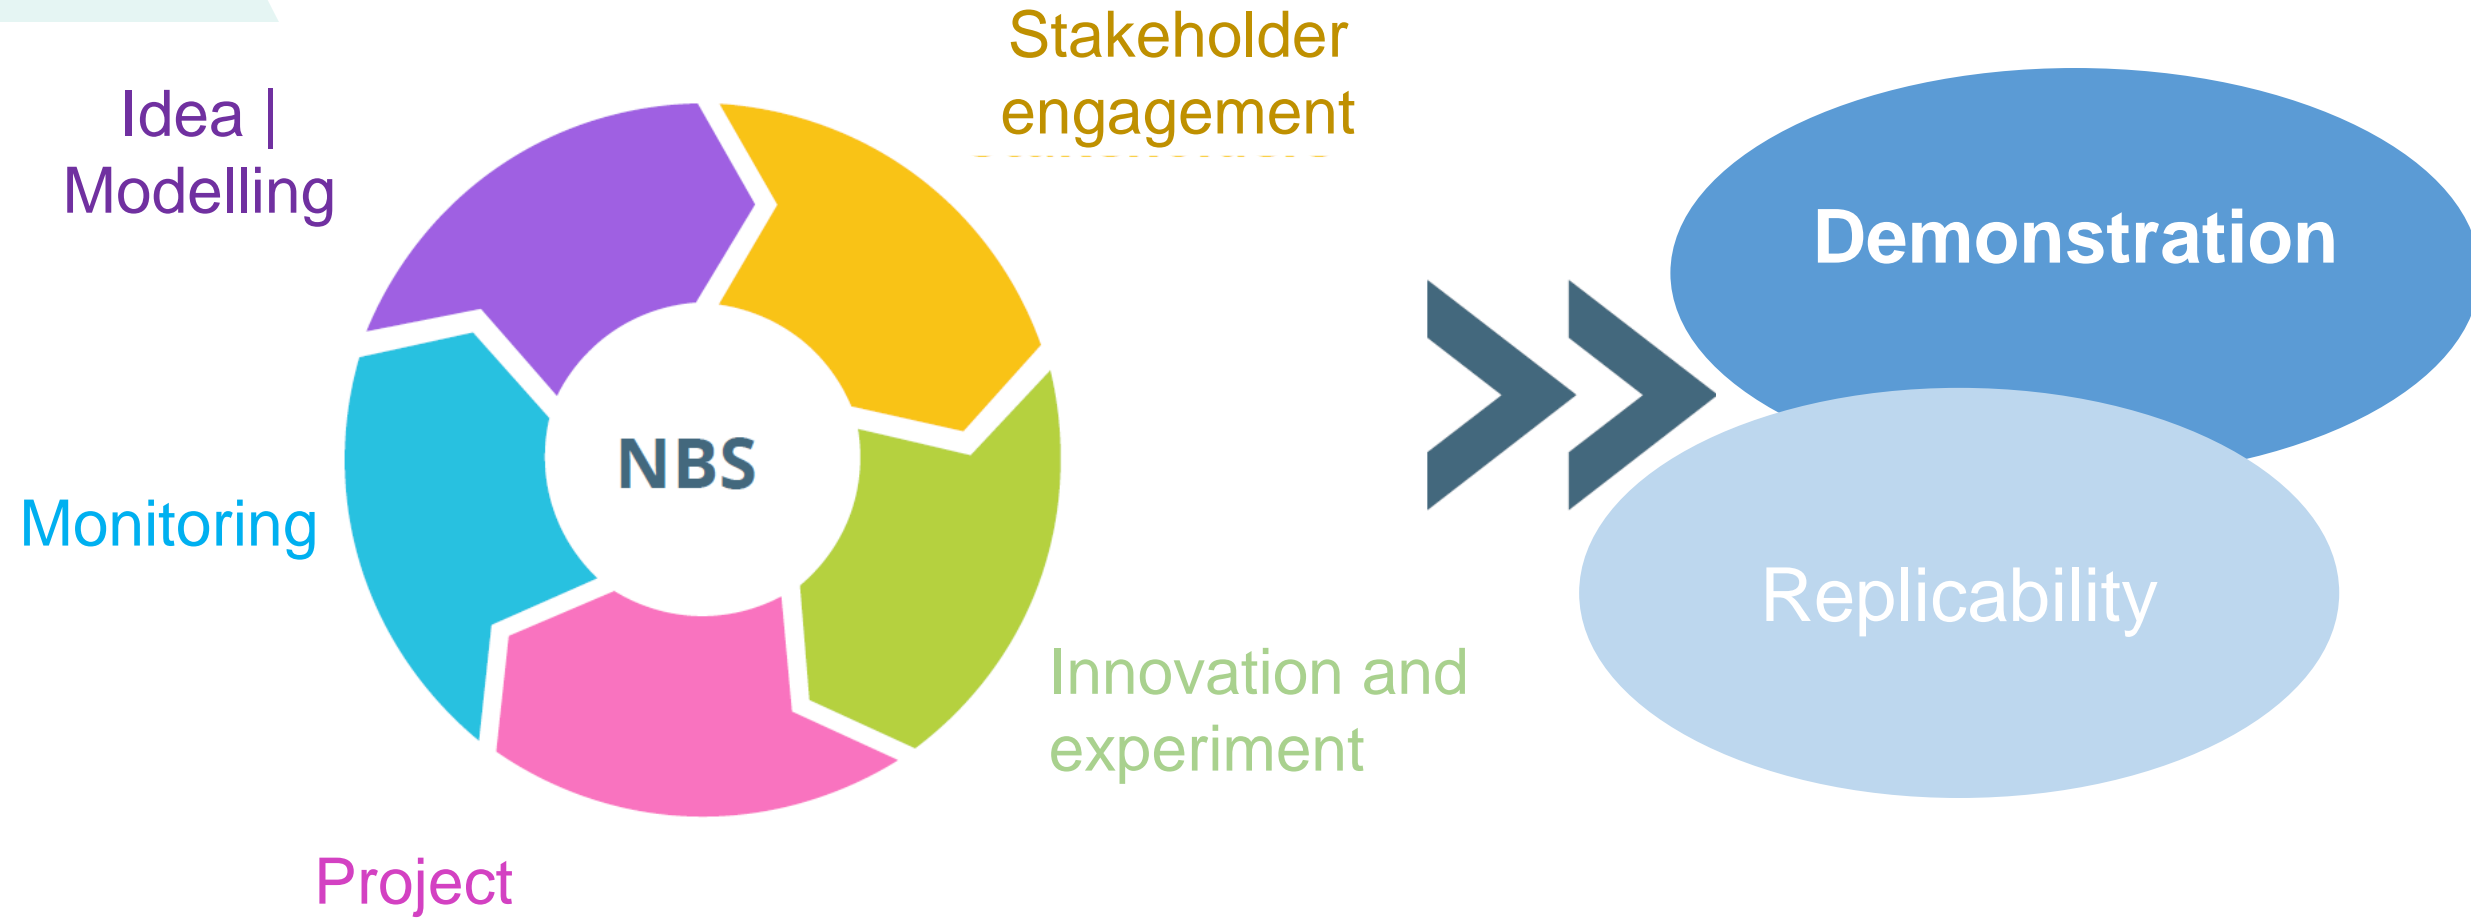 Stakeholder
engagement
Idea |
Modelling
Demonstration
NBS
Monitoring
Replicability
Innovation and
experiment
Project